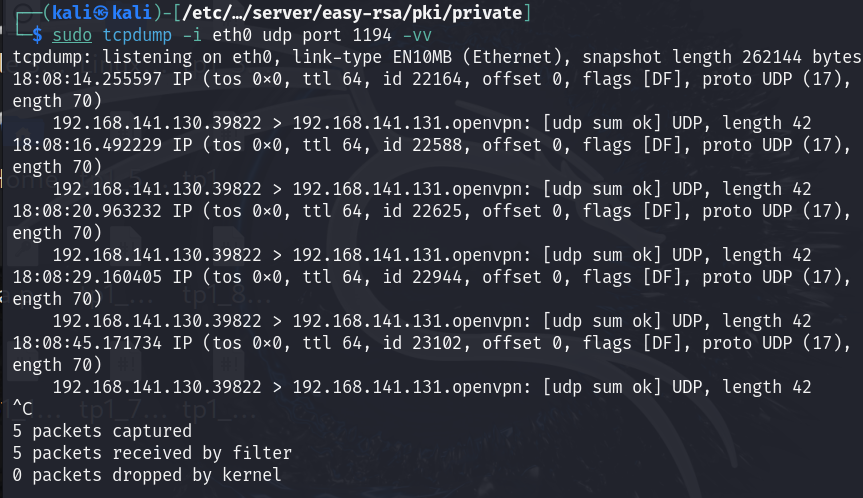 ┌──(kali㉿kali)-[/etc/…/server/easy-rsa/pki/private]
└─$ sudo tcpdump -i eth0 udp port 1194 -vv
tcpdump: listening on eth0, link-type EN10MB (Ethernet), snapshot length 262144 bytes
18:08:14.255597 IP (tos 0×0, ttl 64, id 22164, offset 0, flags [DF], proto UDP (17),
ength 70)
    192.168.141.130.39822 > 192.168.141.131.openvpn: [udp sum ok] UDP, length 42
18:08:16.492229 IP (tos 0×0, ttl 64, id 22588, offset 0, flags [DF], proto UDP (17),
ength 70)
    192.168.141.130.39822 > 192.168.141.131.openvpn: [udp sum ok] UDP, length 42
18:08:20.963232 IP (tos 0×0, ttl 64, id 22625, offset 0, flags [DF], proto UDP (17),
ength 70)
    192.168.141.130.39822 > 192.168.141.131.openvpn: [udp sum ok] UDP, length 42
18:08:29.160405 IP (tos 0×0, ttl 64, id 22944, offset 0, flags [DF], proto UDP (17),
ength 70)
    192.168.141.130.39822 > 192.168.141.131.openvpn: [udp sum ok] UDP, length 42
18:08:45.171734 IP (tos 0×0, ttl 64, id 23102, offset 0, flags [DF], proto UDP (17),
ength 70)
    192.168.141.130.39822 > 192.168.141.131.openvpn: [udp sum ok] UDP, length 42
^C
5 packets captured
5 packets received by filter
0 packets dropped by kernel